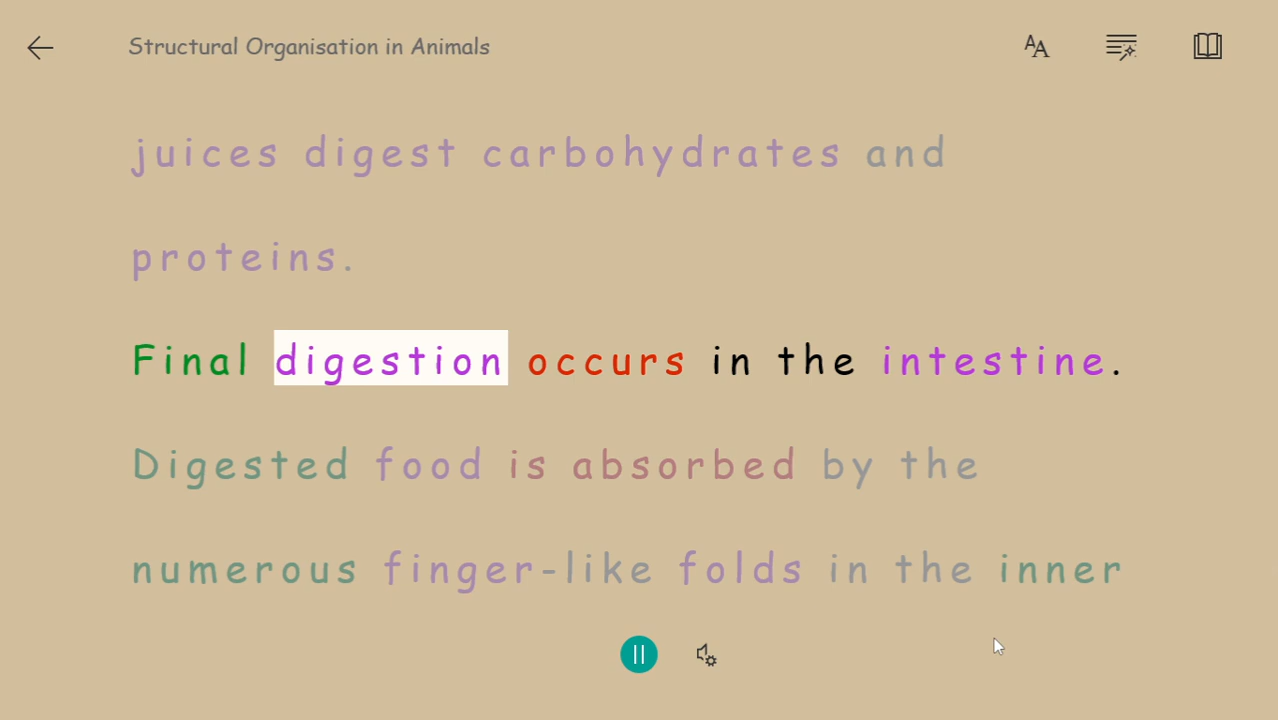 Structural Organisation in Animals
juices digest carbohydrates and
proteins.
Final digestion occurs in the intestine.
Digested food is absorbed by the
numerous finger-like folds in the inner